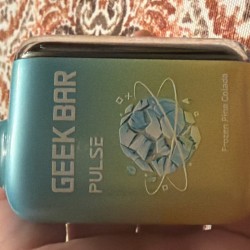 GEEK BAR
PULSE
Frozen Pina Colada